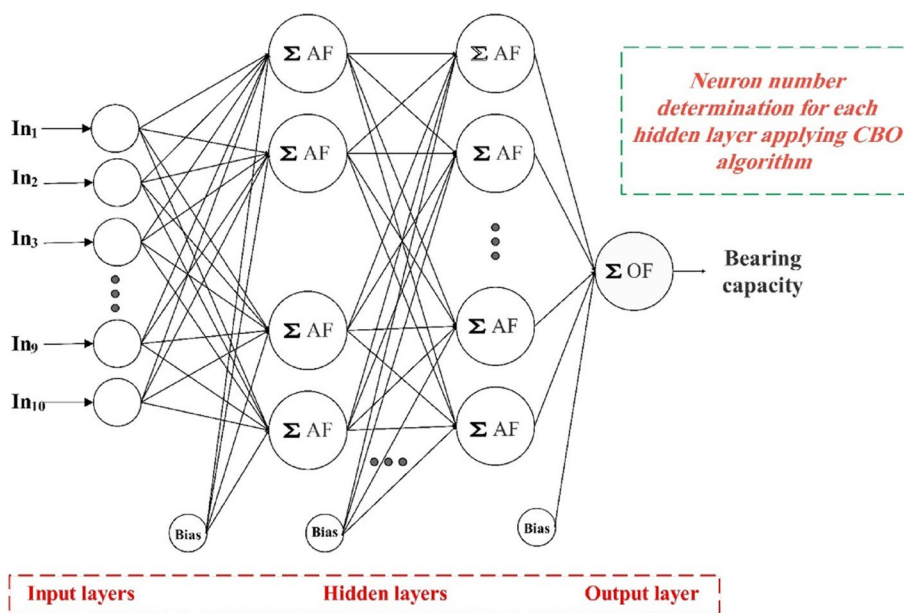 Σ AF
Σ AF
Neuron number
determination for each
hidden layer applying CBO
algorithm
In₁
Σ AF
Σ AF
In₂
In₃
Σ OF
Bearing
capacity
In₉
Σ AF
Σ AF
In₁₀
Σ AF
Σ AF
Bias
Bias
Bias
Input layers
Hidden layers
Output layer